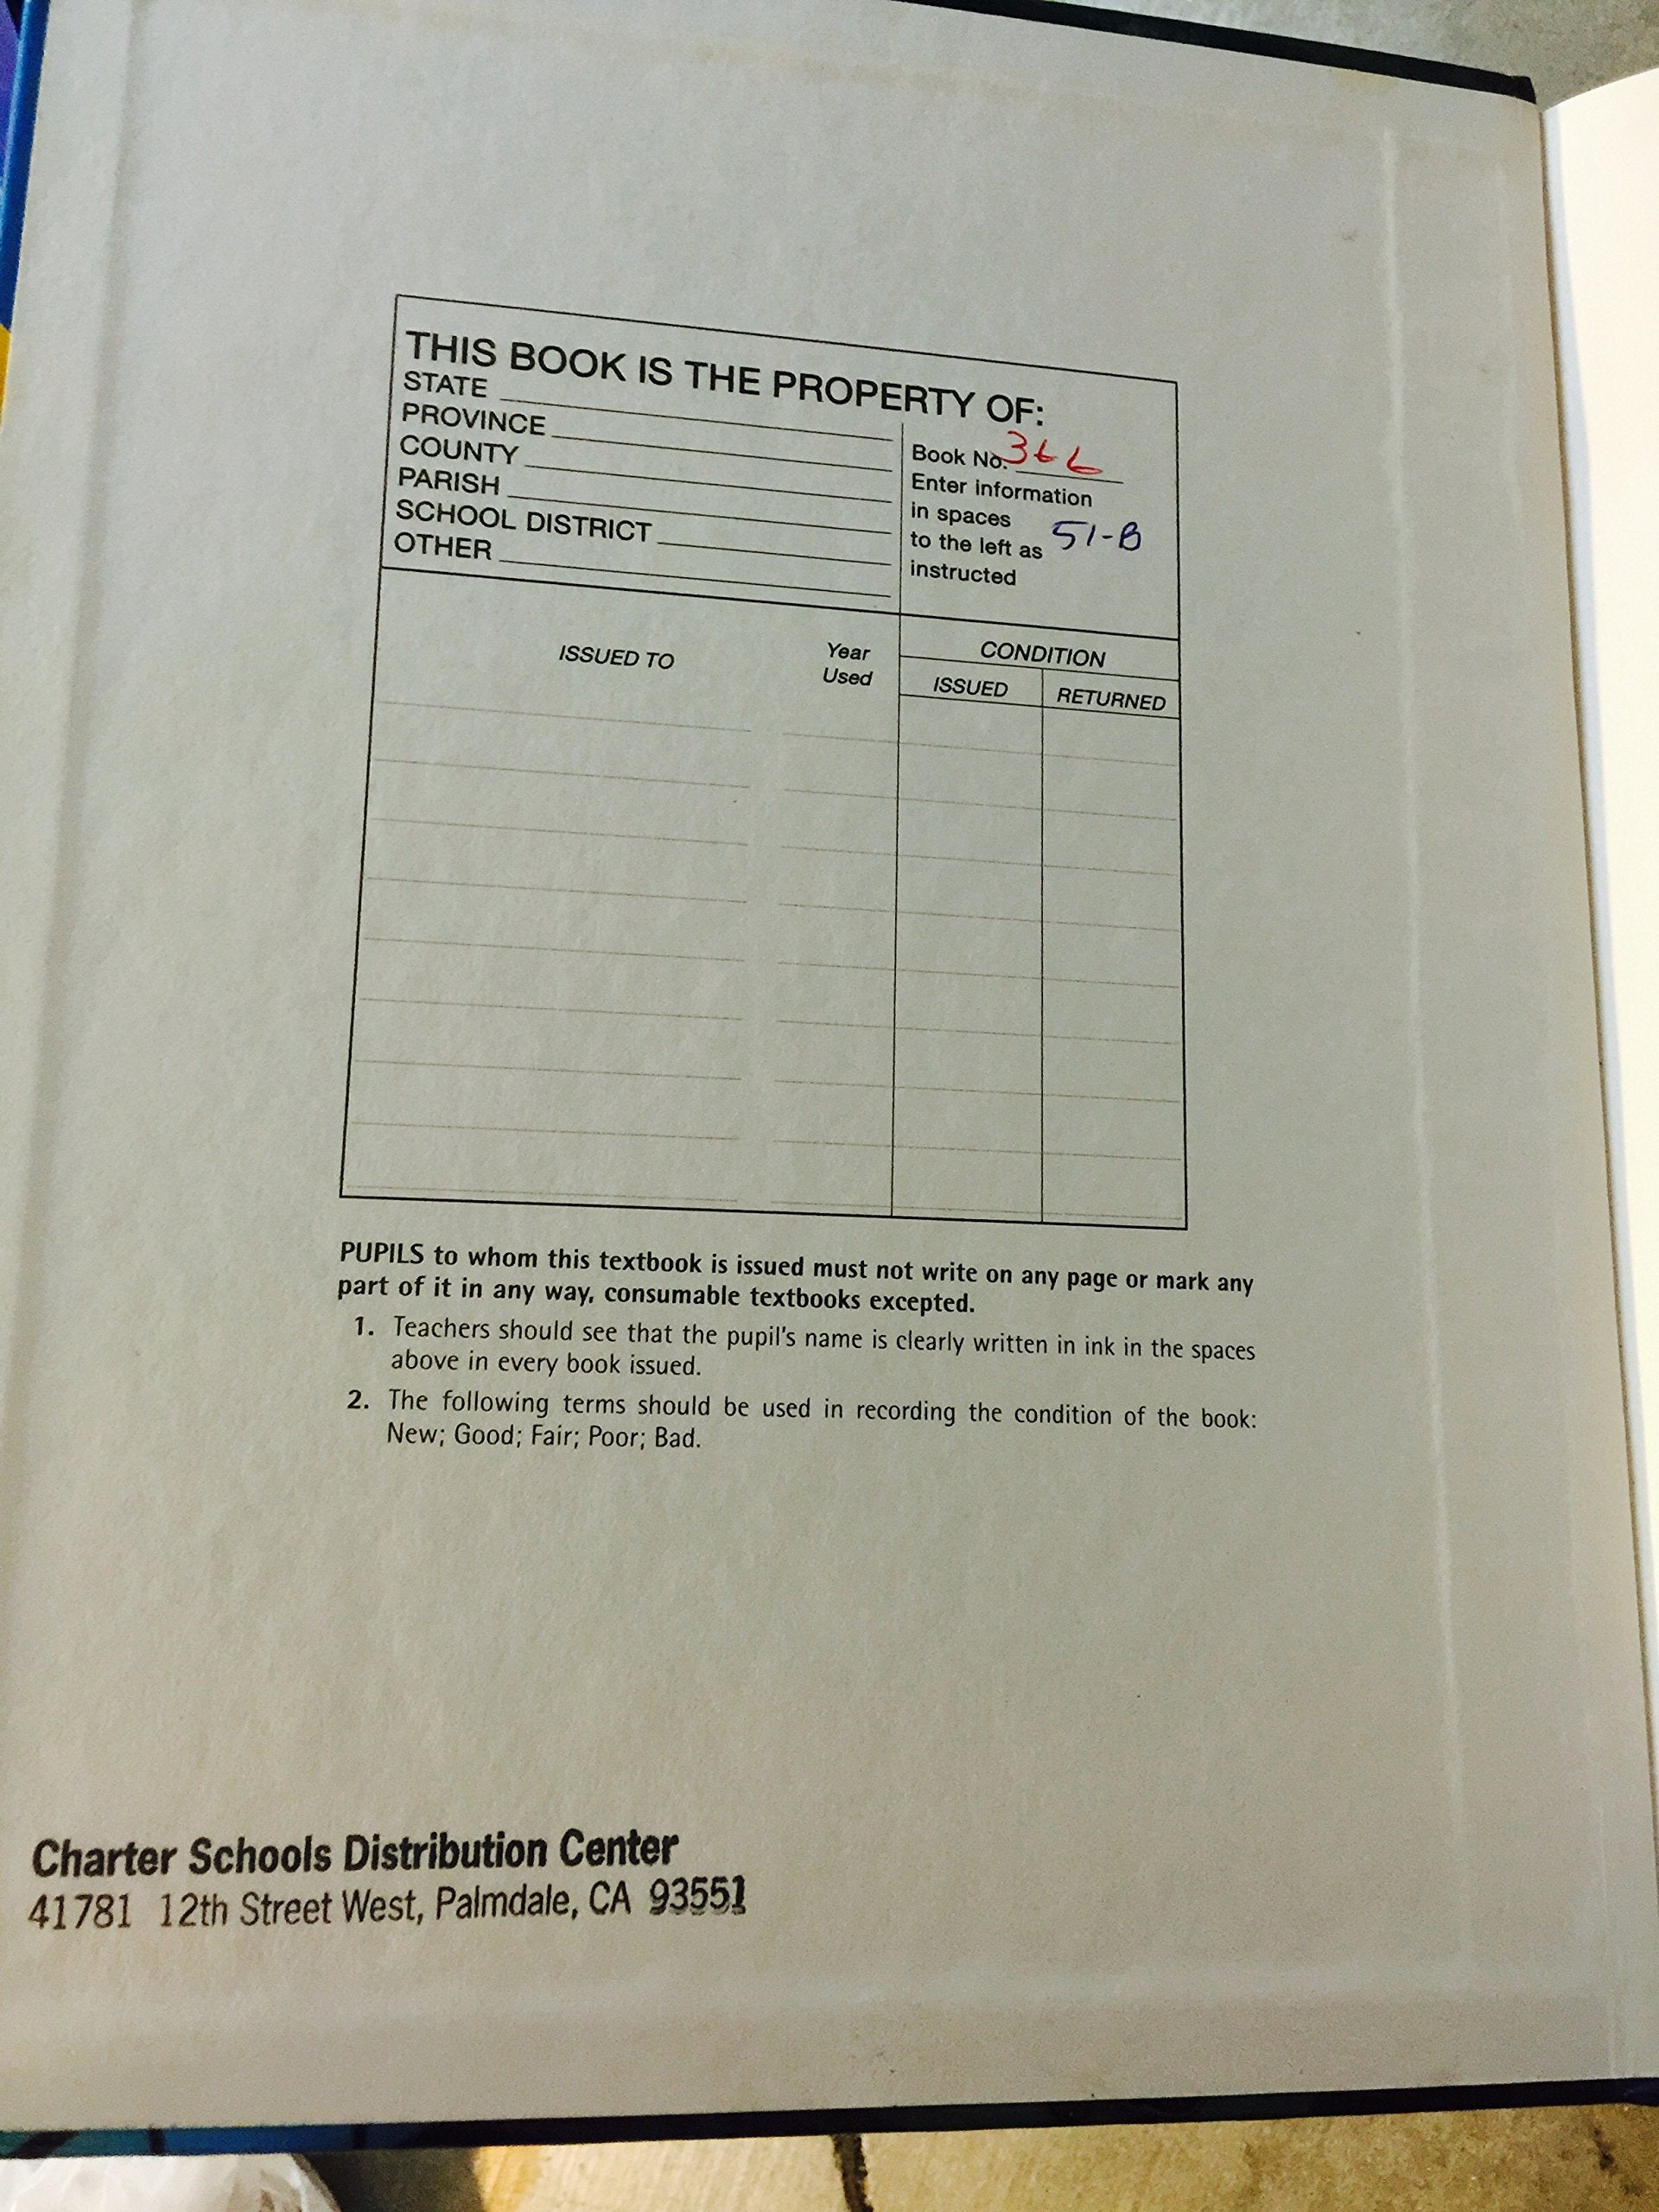 THIS BOOK IS THE PROPERTY OF:
STATE
PROVINCE
COUNTY
PARISH
SCHOOL DISTRICT
OTHER
Book No. 366
Enter information
in spaces
to the left as 51-B
instructed
ISSUED TO
Year
Used
CONDITION
ISSUED
RETURNED
PUPILS to whom this textbook is issued must not write on any page or mark any
part of it in any way, consumable textbooks excepted.
1. Teachers should see that the pupil's name is clearly written in ink in the spaces
above in every book issued.
2. The following terms should be used in recording the condition of the book:
New; Good; Fair; Poor; Bad.
Charter Schools Distribution Center
41781 12th Street West, Palmdale, CA 93551